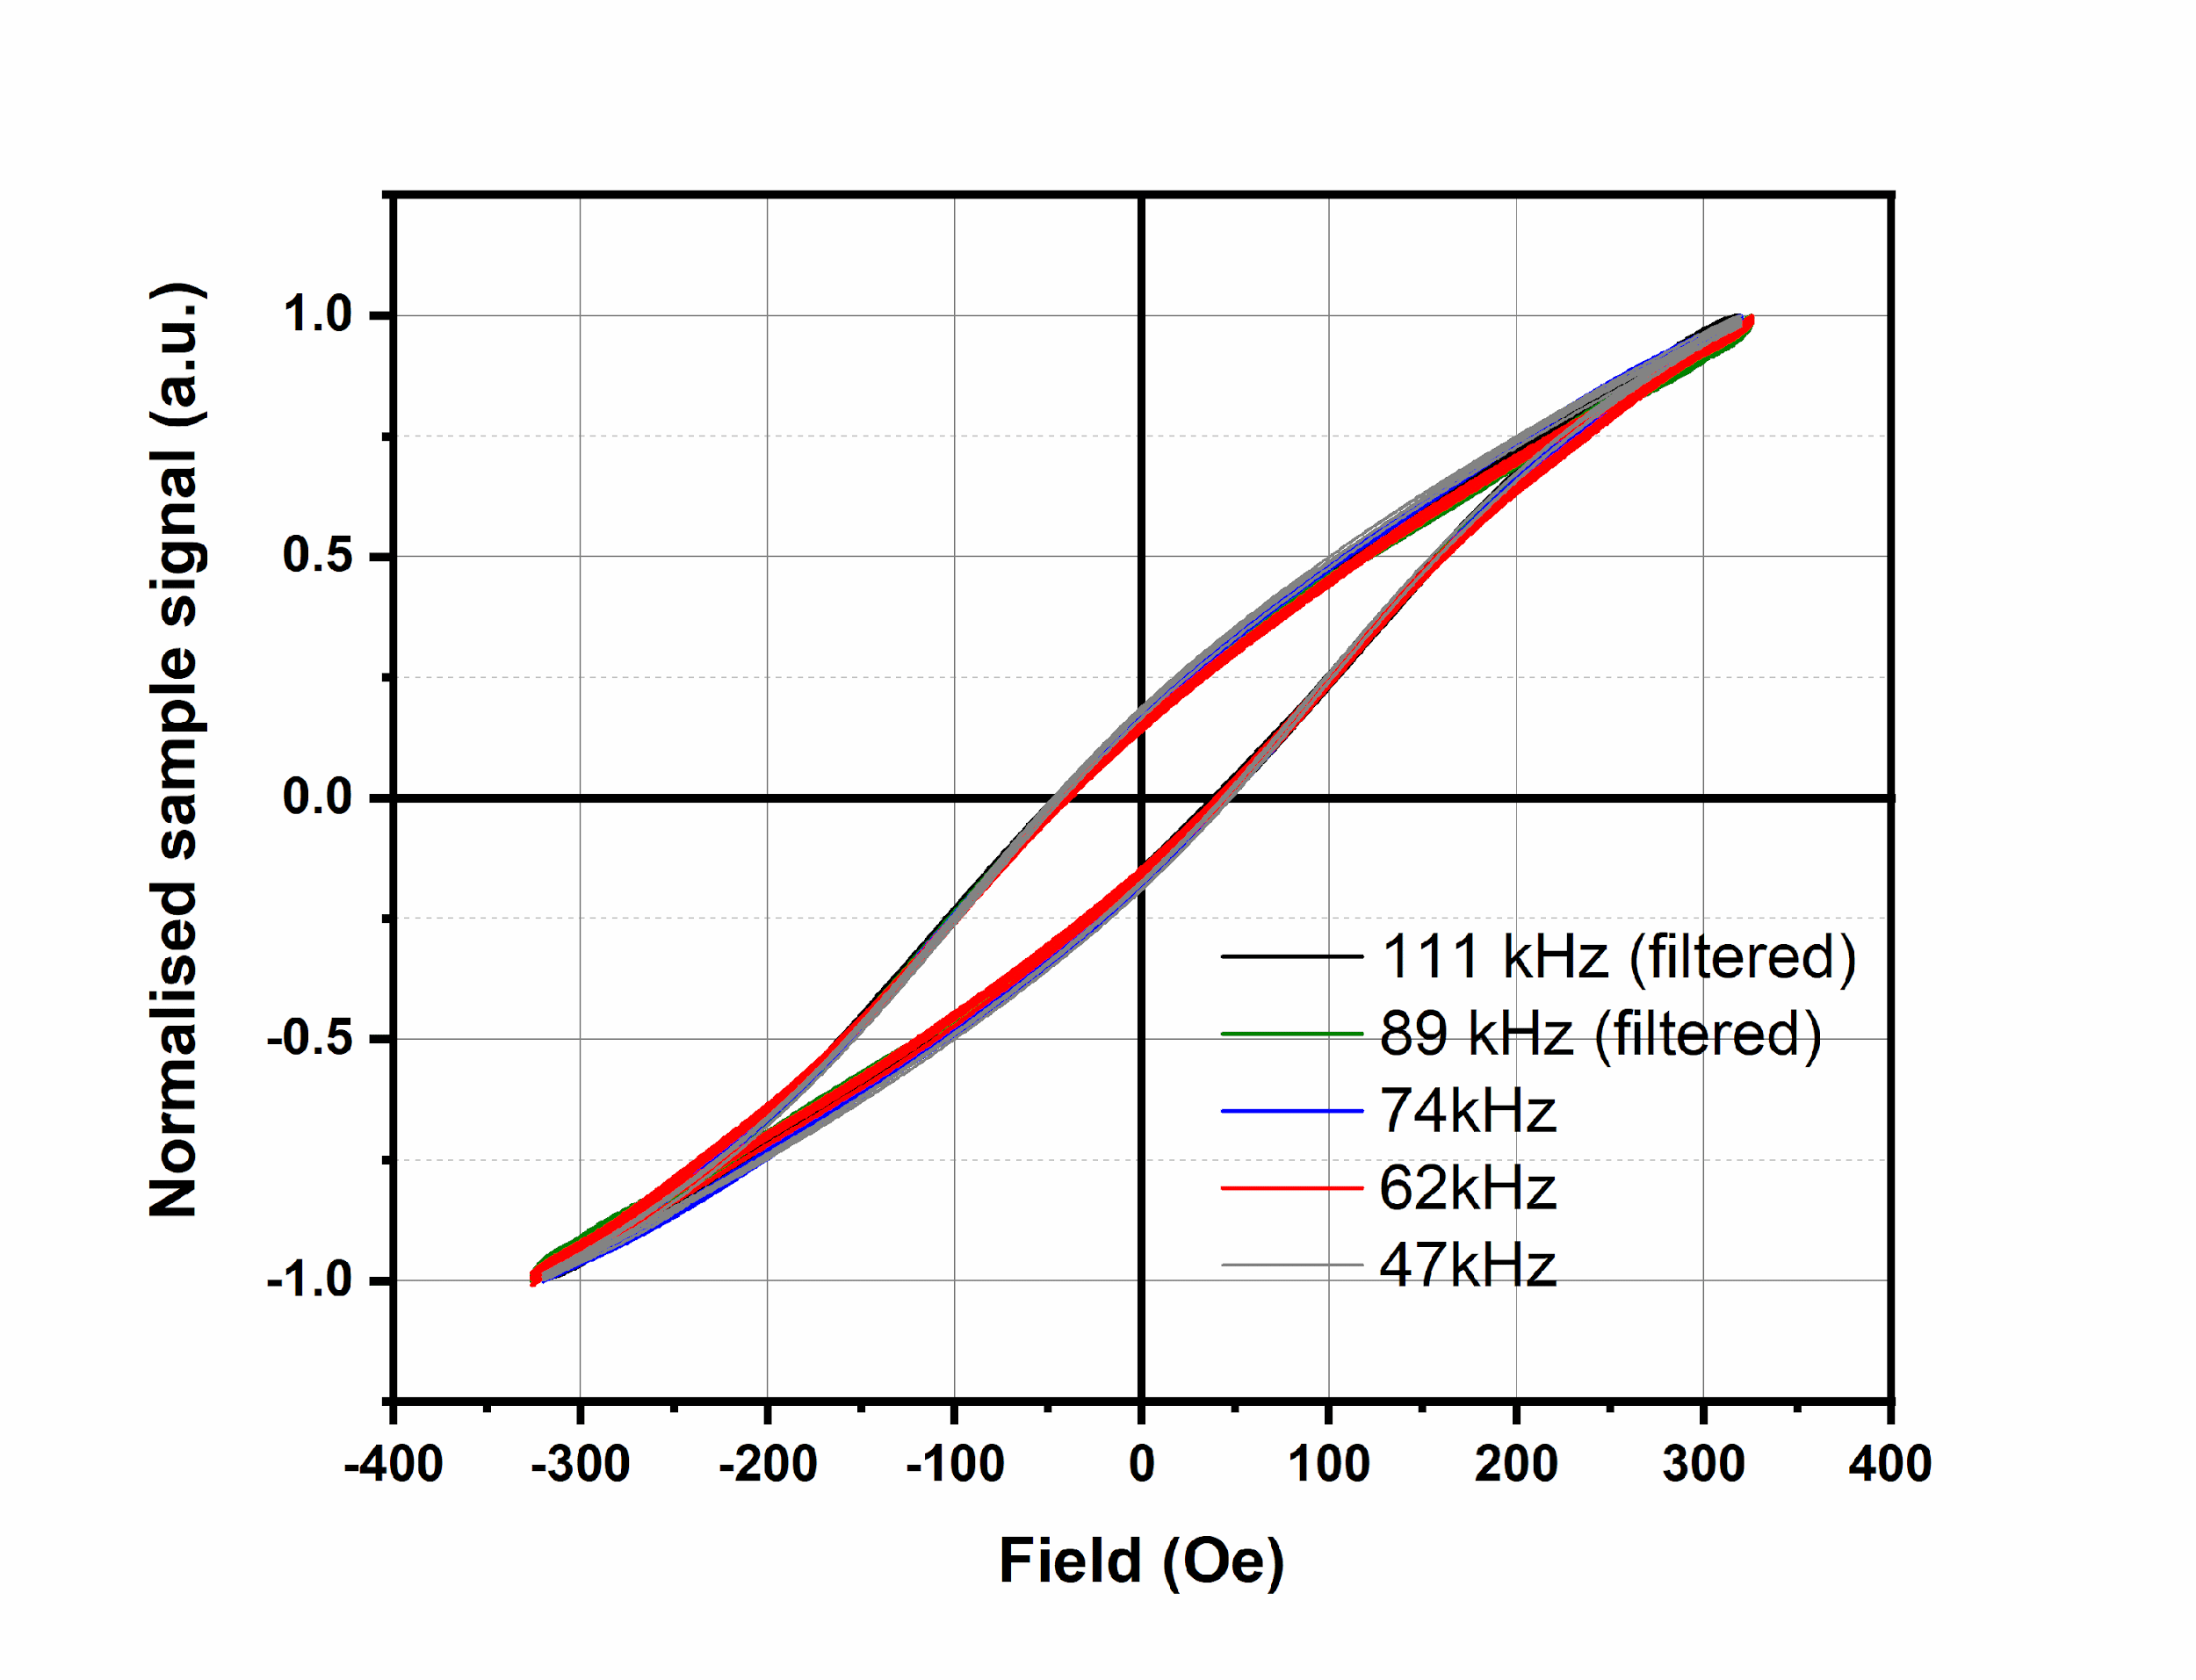 Normalised sample signal (a.u.)
1.0
0.5
0.0
-0.5
-1.0
111 kHz (filtered)
89 kHz (filtered)
74kHz
62kHz
47kHz
-400 -300 -200 -100 0 100 200 300 400
Field (Oe)